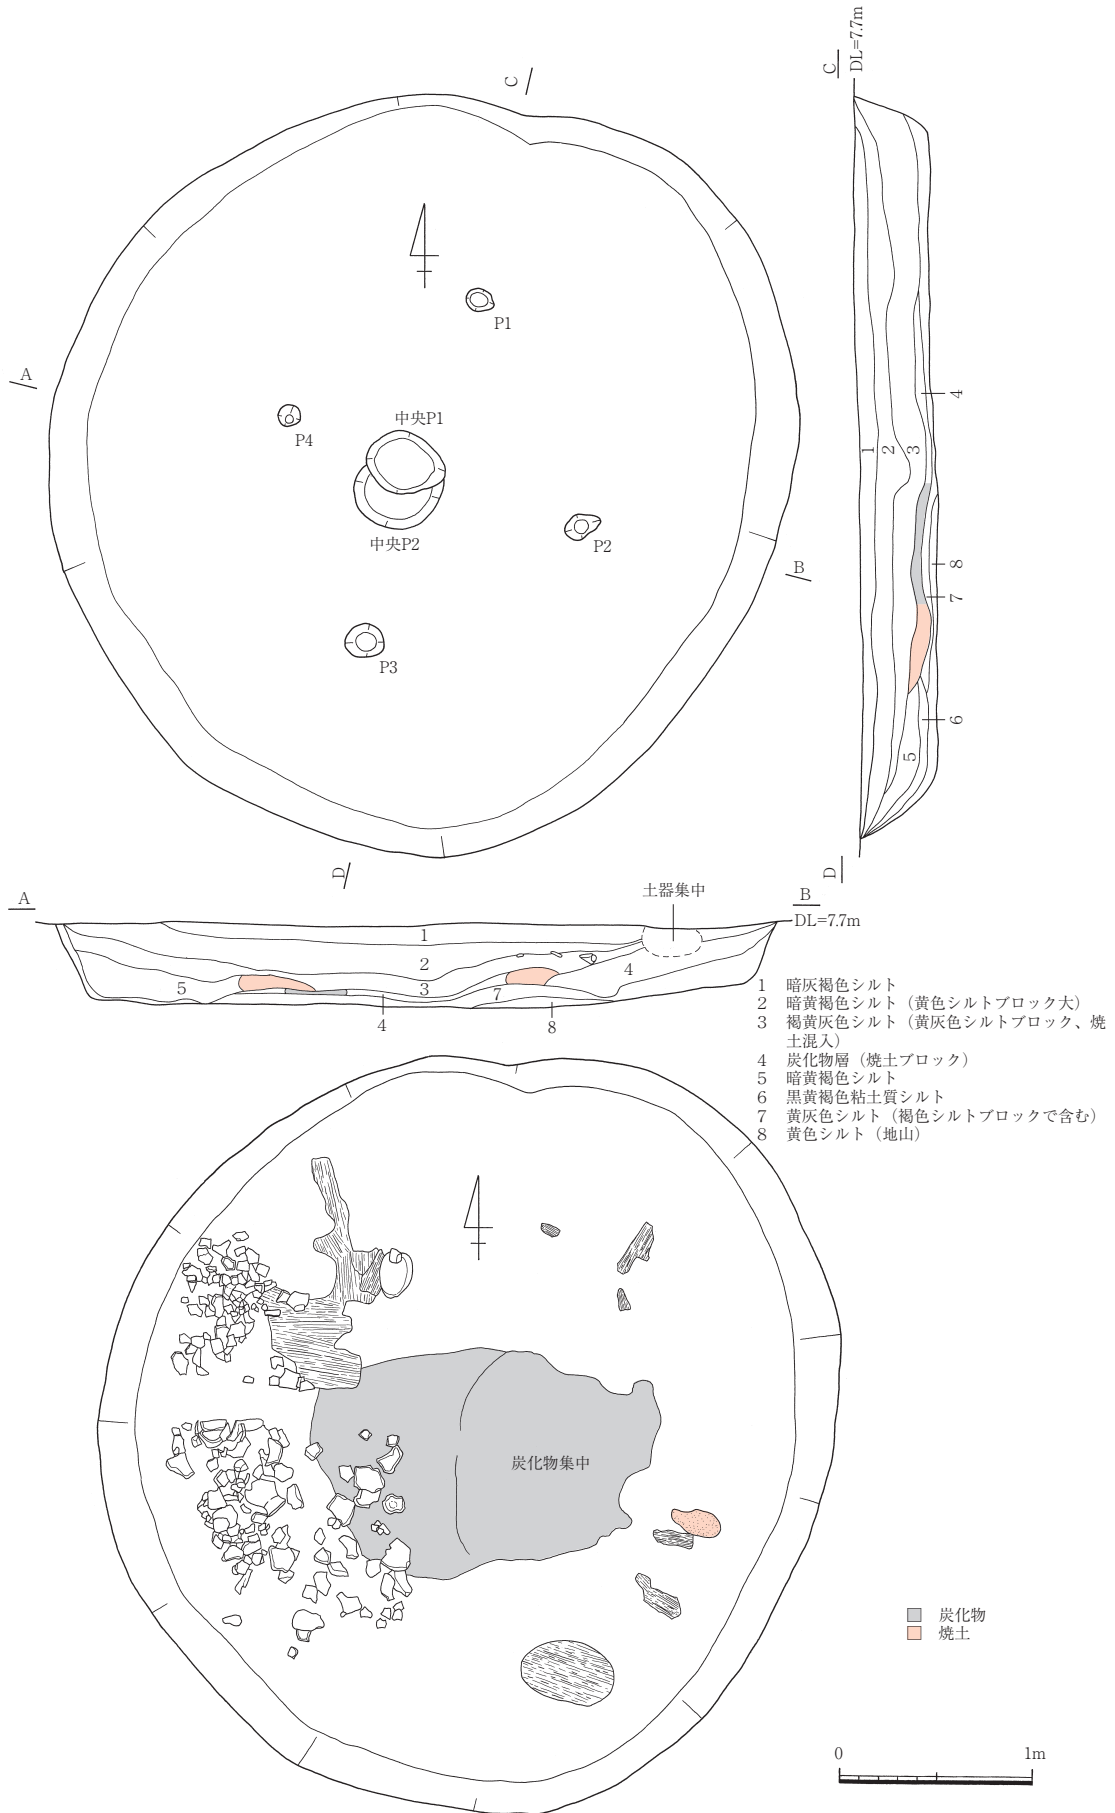 C
C
DL=7.7m
P1
A
P4
中央P1
中央P2
P2
B
P3
D
1
2
3
4
8
7
6
5
D
土器集中
A
B
DL=7.7m
1
2
3
4
5
7
4
8
1 暗灰褐色シルト
2 暗黄褐色シルト（黄色シルトブロック大）
3 褐黄灰色シルト（黄灰色シルトブロック、焼
土混入）
4 炭化物層（焼土ブロック）
5 暗黄褐色シルト
6 黒黄褐色粘土質シルト
7 黄灰色シルト（褐色シルトブロックで含む）
8 黄色シルト（地山）
炭化物集中
炭化物
焼土
0 1m